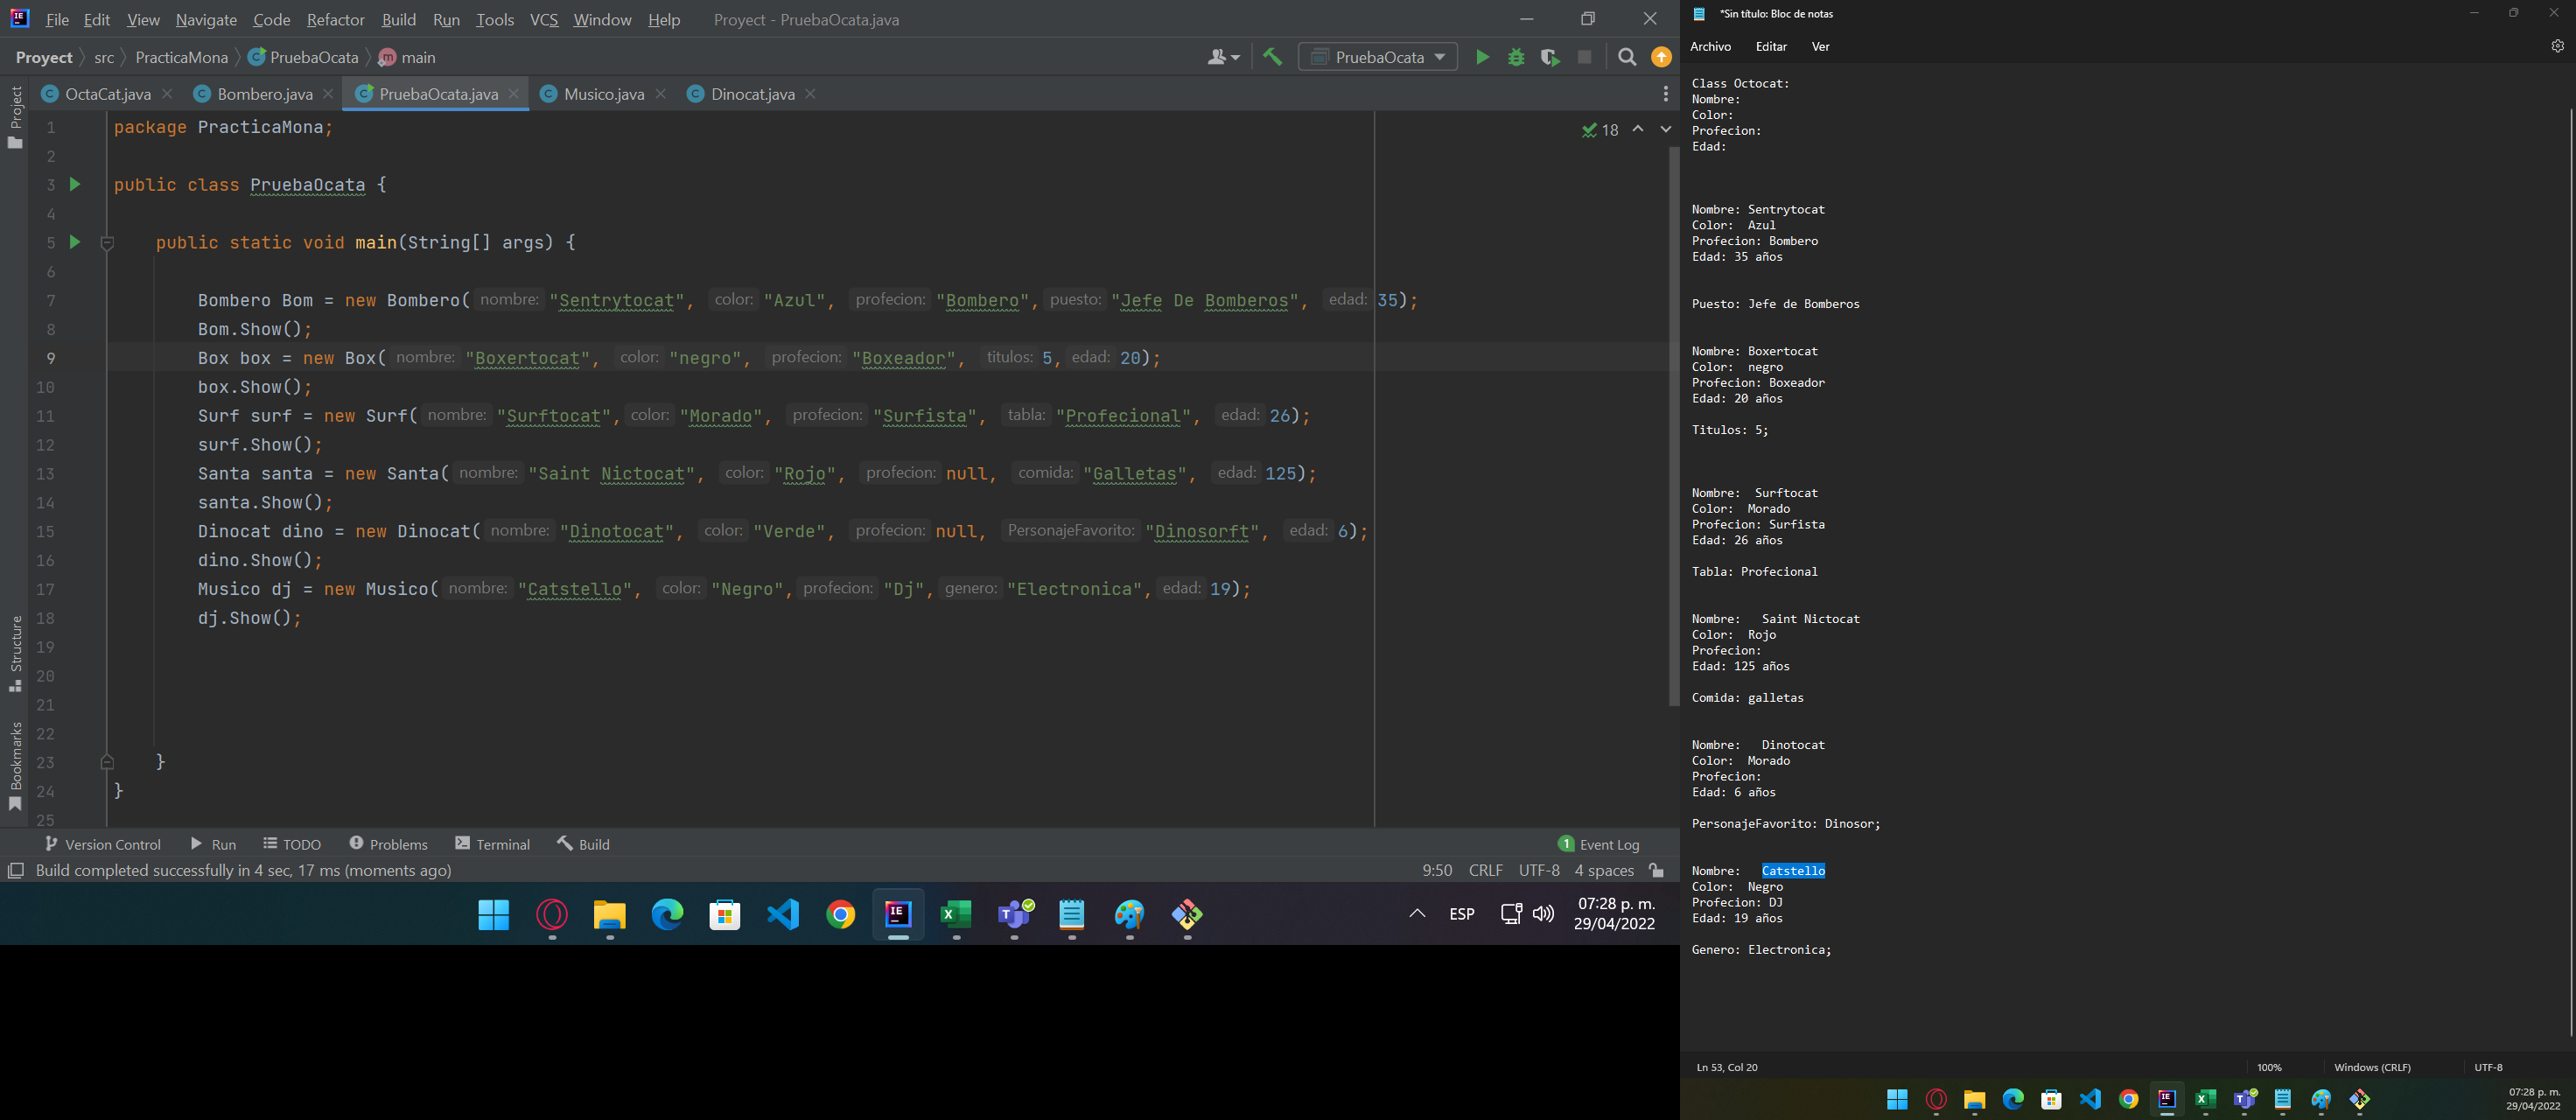 File Edit View Navigate Code Refactor Build Run Tools VCS Window Help Proyect - PruebaOcata.java
Proyect src PracticaMona PruebaOcata main PruebaOcata
OctaCat.java Bombero.java PruebaOcata.java Musico.java Dinocat.java
Project
Structure
Bookmarks
18
1 package PracticaMona;
2
3 public class PruebaOcata {
4
5 public static void main(String[] args) {
6
7 Bombero Bom = new Bombero( nombre: "Sentrytocat", color: "Azul", profecion: "Bombero", puesto: "Jefe De Bomberos", edad: 35);
8 Bom.Show();
9 Box box = new Box( nombre: "Boxertocat", color: "negro", profecion: "Boxeador", titulos: 5, edad: 20);
10 box.Show();
11 Surf surf = new Surf( nombre: "Surftocat", color: "Morado", profecion: "Surfista", tabla: "Profecional", edad: 26);
12 surf.Show();
13 Santa santa = new Santa( nombre: "Saint Nictocat", color: "Rojo", profecion: null, comida: "Galletas", edad: 125);
14 santa.Show();
15 Dinocat dino = new Dinocat( nombre: "Dinotocat", color: "Verde", profecion: null, PersonajeFavorito: "Dinosorft", edad: 6);
16 dino.Show();
17 Musico dj = new Musico( nombre: "Catstello", color: "Negro", profecion: "Dj", genero: "Electronica", edad: 19);
18 dj.Show();
19
20
21
22
23 }
24 }
25
Version Control Run TODO Problems Terminal Build 1 Event Log
Build completed successfully in 4 sec, 17 ms (moments ago) 9:50 CRLF UTF-8 4 spaces
ESP 07:28 p. m.
29/04/2022
*Sin título: Bloc de notas
Archivo Editar Ver
Class Octocat:
Nombre:
Color:
Profecion:
Edad:
Nombre: Sentrytocat
Color: Azul
Profecion: Bombero
Edad: 35 años
Puesto: Jefe de Bomberos
Nombre: Boxertocat
Color: negro
Profecion: Boxeador
Edad: 20 años
Titulos: 5;
Nombre: Surftocat
Color: Morado
Profecion: Surfista
Edad: 26 años
Tabla: Profecional
Nombre: Saint Nictocat
Color: Rojo
Profecion:
Edad: 125 años
Comida: galletas
Nombre: Dinotocat
Color: Morado
Profecion:
Edad: 6 años
PersonajeFavorito: Dinosor;
Nombre: Catstello
Color: Negro
Profecion: DJ
Edad: 19 años
Genero: Electronica;
Ln 53, Col 20 100% Windows (CRLF) UTF-8
07:28 p. m.
29/04/2022